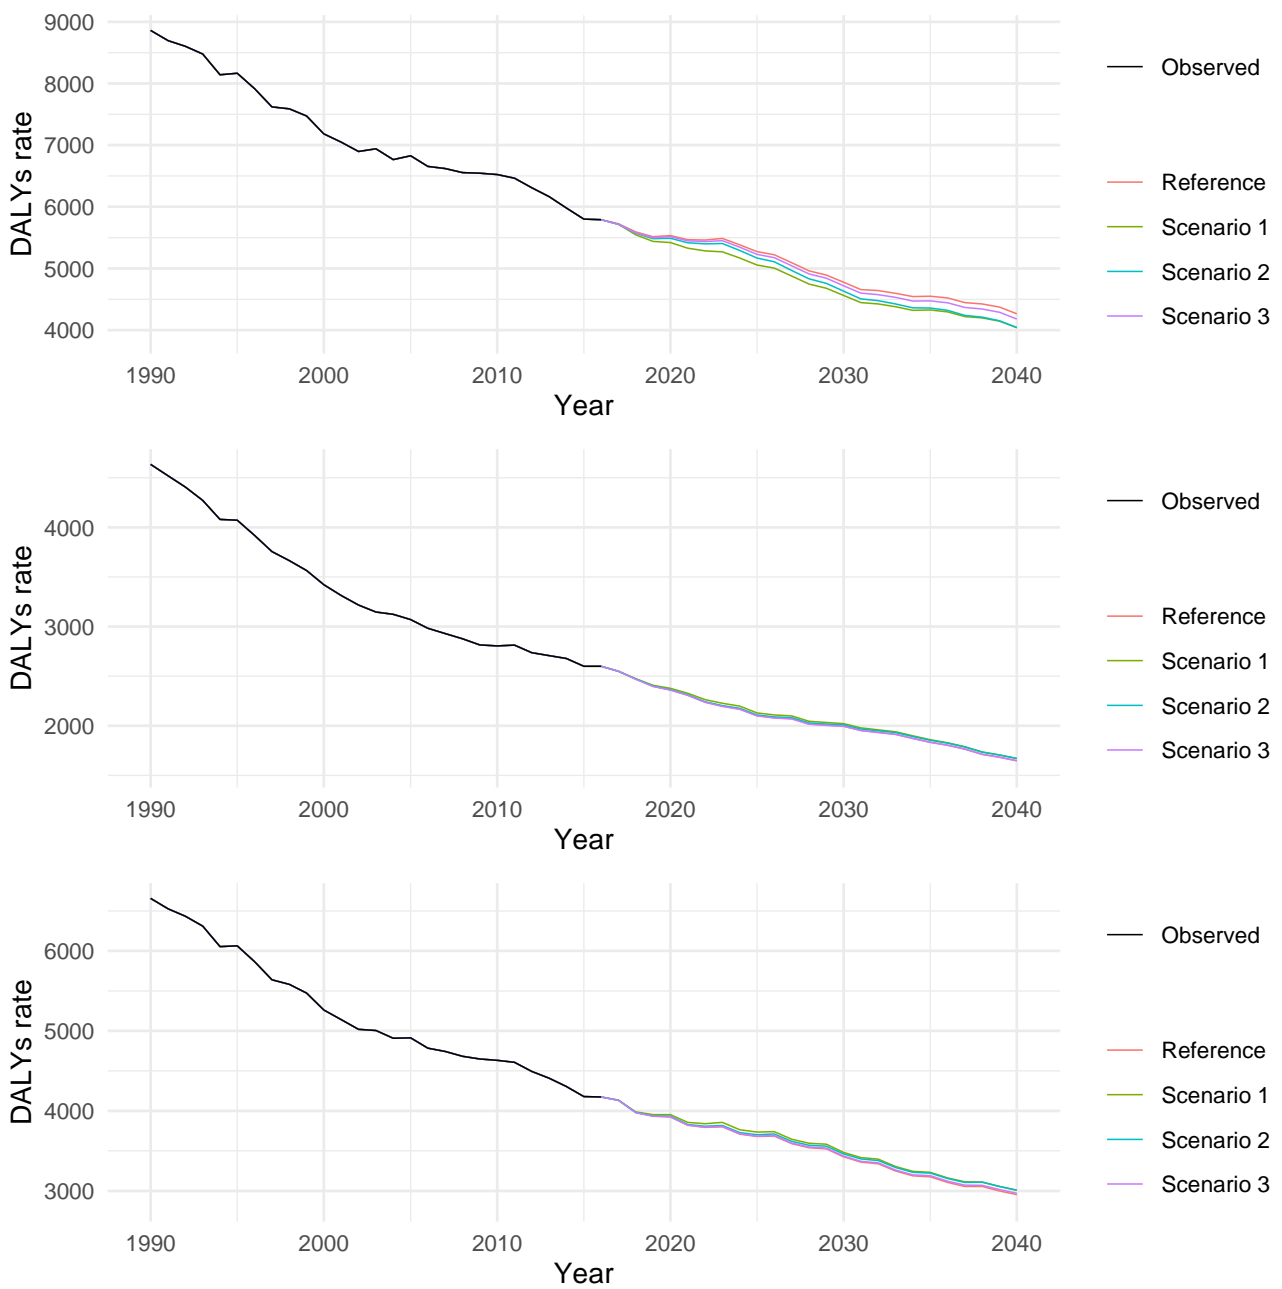 9000
8000
7000
6000
5000
4000
DALYs rate
1990 2000 2010 2020 2030 2040
Year
Observed
Reference
Scenario 1
Scenario 2
Scenario 3
4000
3000
2000
DALYs rate
1990 2000 2010 2020 2030 2040
Year
Observed
Reference
Scenario 1
Scenario 2
Scenario 3
6000
5000
4000
3000
DALYs rate
1990 2000 2010 2020 2030 2040
Year
Observed
Reference
Scenario 1
Scenario 2
Scenario 3